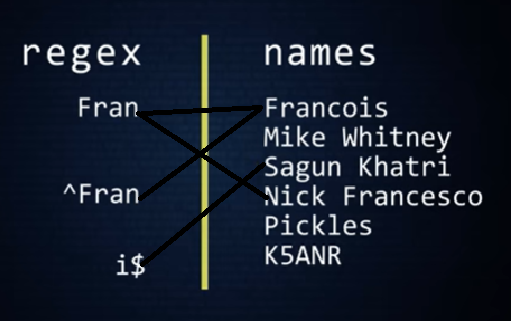 regex
Fran
^Fran
i$
names
Francois
Mike Whitney
Sagun Khatri
Nick Francesco
Pickles
K5ANR